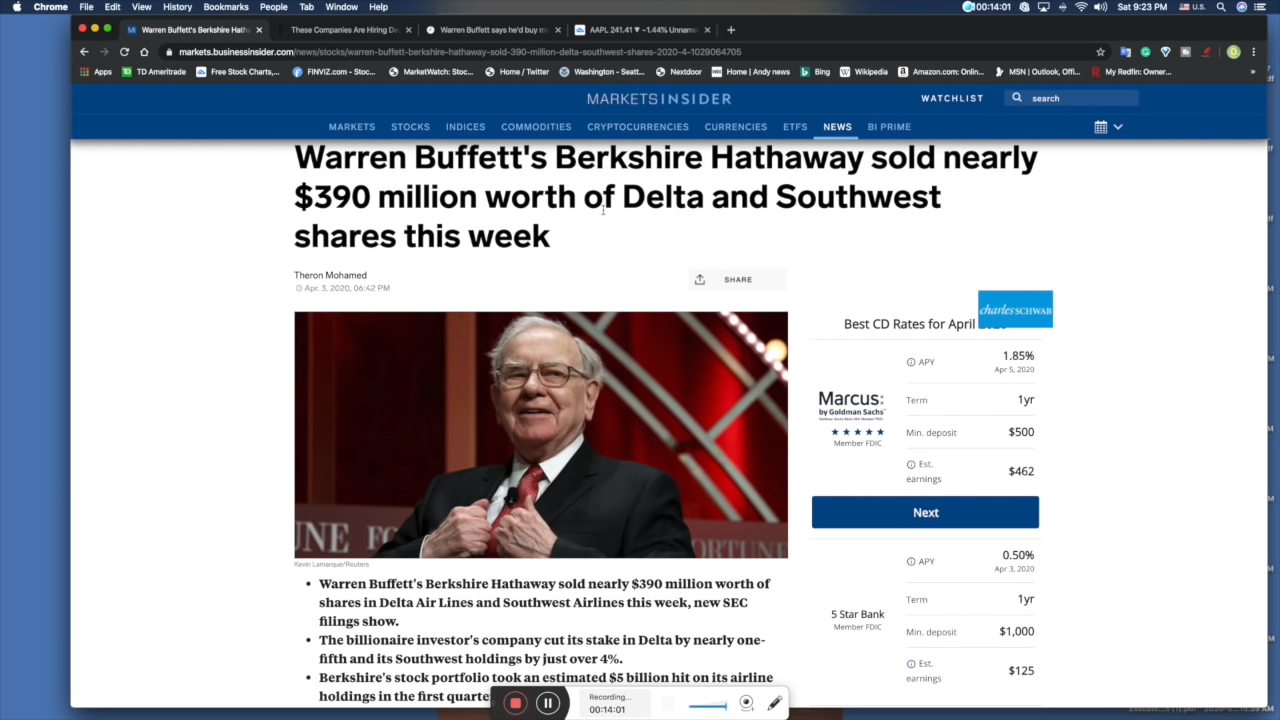 Chrome File Edit View History Bookmarks People Tab Window Help 00:14:01 U.S. Sat 9:23 PM
Warren Buffett's Berkshire Hath These Companies Are Hiring De Warren Buffett says he'd buy m AAPL 241.41 ▼ -1.44% Unnam
markets.businessinsider.com/news/stocks/warren-buffett-berkshire-hathaway-sold-390-million-delta-southwest-shares-2020-4-1029064705
Apps TD Ameritrade Free Stock Charts,... FINVIZ.com - Stoc... MarketWatch: Stoc... Home / Twitter Washington - Seatt... Nextdoor Home | Andy news Bing Wikipedia Amazon.com: Onlin... MSN | Outlook, Offi... My Redfin: Owner... »
MARKETS INSIDER WATCHLIST search
MARKETS STOCKS INDICES COMMODITIES CRYPTOCURRENCIES CURRENCIES ETFS NEWS BI PRIME
Warren Buffett's Berkshire Hathaway sold nearly
$390 million worth of Delta and Southwest
shares this week
Theron Mohamed
Apr. 3, 2020, 06:42 PM
SHARE
charles SCHWAB
Best CD Rates for April
APY 1.85%
Apr 5, 2020
Marcus:
by Goldman Sachs
Member FDIC
Term 1yr
Min. deposit $500
Est. earnings $462
Next
APY 0.50%
Apr 3, 2020
5 Star Bank
Member FDIC
Term 1yr
Min. deposit $1,000
Est. earnings $125
UNE FO
FORTUNE
Kevin Lamarque/Reuters
• Warren Buffett's Berkshire Hathaway sold nearly $390 million worth of
shares in Delta Air Lines and Southwest Airlines this week, new SEC
filings show.
• The billionaire investor's company cut its stake in Delta by nearly one-
fifth and its Southwest holdings by just over 4%.
• Berkshire's stock portfolio took an estimated $5 billion hit on its airline
holdings in the first quarte
Recording...
00:14:01